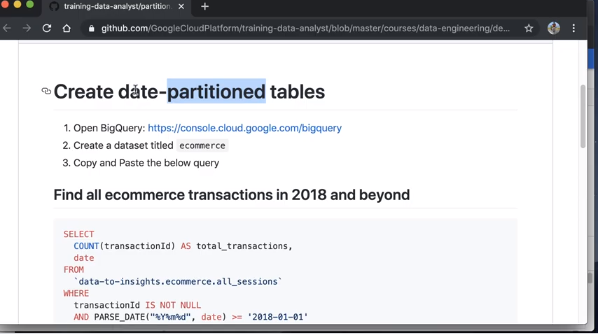 training-data-analyst/partition
github.com/GoogleCloudPlatform/training-data-analyst/blob/master/courses/data-engineering/de...
Create date-partitioned tables
1. Open BigQuery: https://console.cloud.google.com/bigquery
2. Create a dataset titled ecommerce
3. Copy and Paste the below query
Find all ecommerce transactions in 2018 and beyond
SELECT
COUNT(transactionId) AS total_transactions,
date
FROM
`data-to-insights.ecommerce.all_sessions`
WHERE
transactionId IS NOT NULL
AND PARSE_DATE("%Y%m%d", date) >= '2018-01-01'